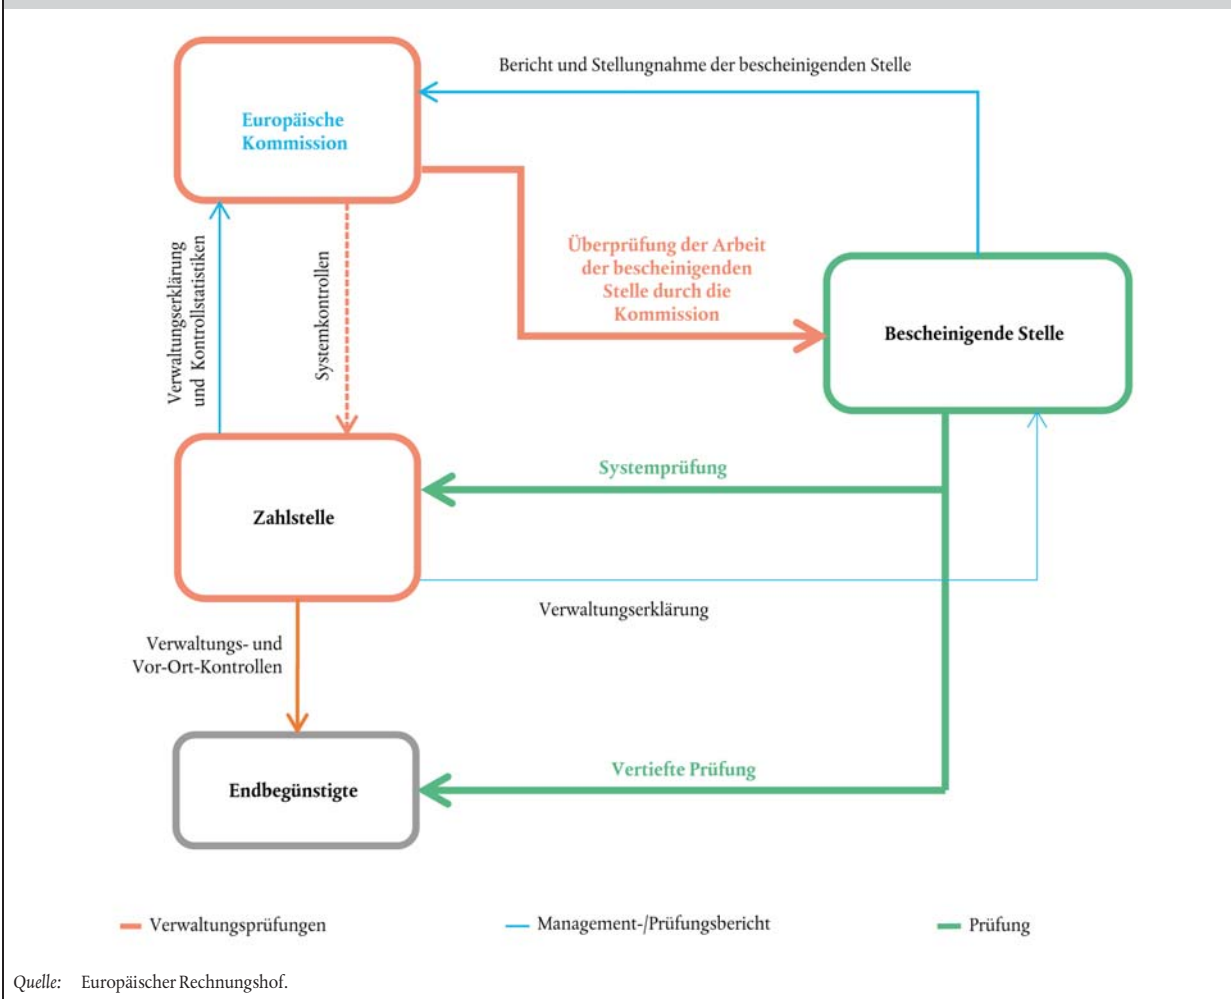 Bericht und Stellungnahme der bescheinigenden Stelle
Europäische
Kommission
Verwaltungserklärung
und Kontrollstatistiken
Systemkontrollen
Überprüfung der Arbeit
der bescheinigenden
Stelle durch die
Kommission
Bescheinigende Stelle
Systemprüfung
Zahlstelle
Verwaltungserklärung
Verwaltungs- und
Vor-Ort-Kontrollen
Vertiefte Prüfung
Endbegünstigte
Verwaltungsprüfungen
Management-/Prüfungsbericht
Prüfung
Quelle: Europäischer Rechnungshof.